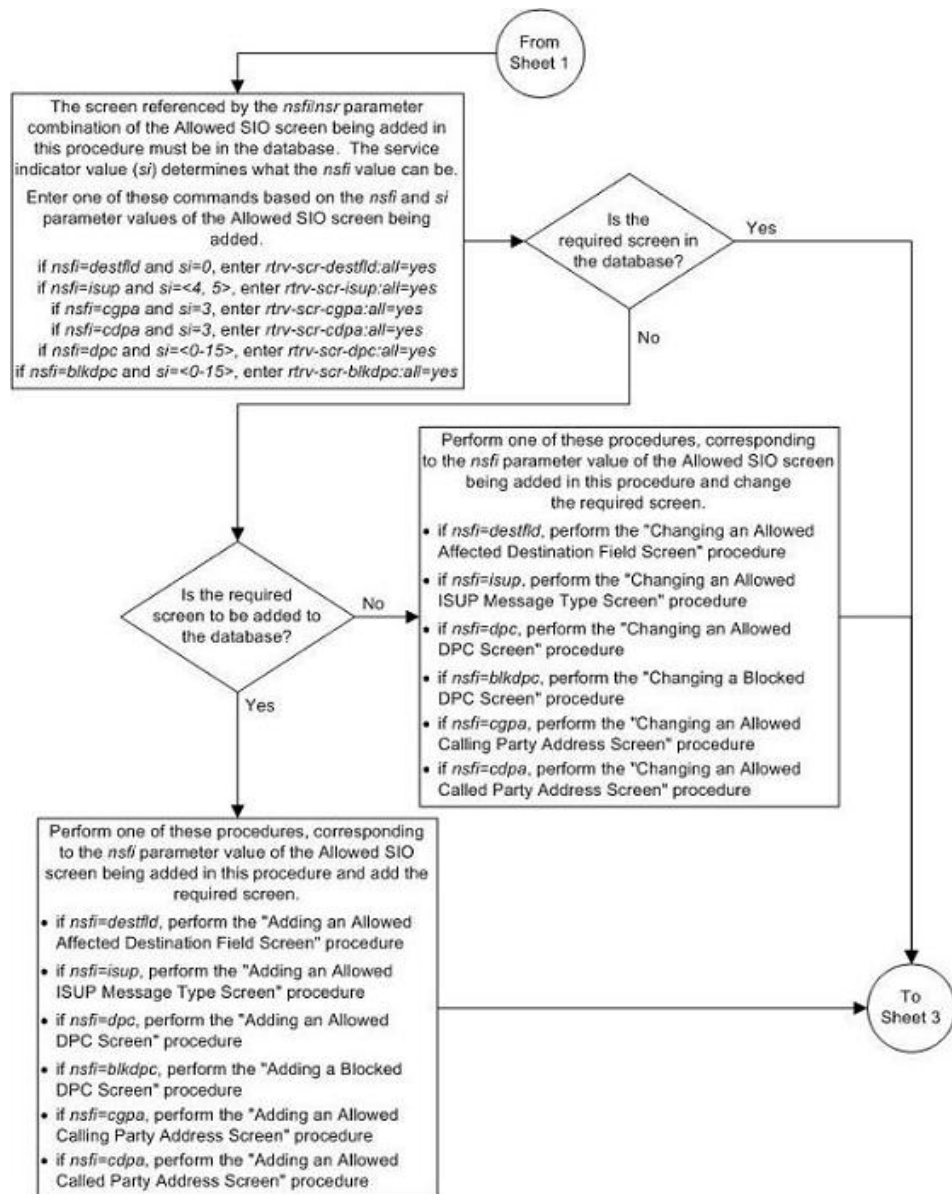 From
Sheet 1
The screen referenced by the nsfi/nsr parameter
combination of the Allowed SIO screen being added in
this procedure must be in the database. The service
indicator value (si) determines what the nsfi value can be.
Enter one of these commands based on the nsfi and si
parameter values of the Allowed SIO screen being
added.
if nsfi=destfld and si=0, enter rtrv-scr-destfld:all=yes
if nsfi=isup and si=<4, 5>, enter rtrv-scr-isup:all=yes
if nsfi=cgpa and si=3, enter rtrv-scr-cgpa:all=yes
if nsfi=cdpa and si=3, enter rtrv-scr-cdpa:all=yes
if nsfi=dpc and si=<0-15>, enter rtrv-scr-dpc:all=yes
if nsfi=blkdpc and si=<0-15>, enter rtrv-scr-blkdpc:all=yes
Is the
required screen in
the database?
Yes
No
Perform one of these procedures, corresponding
to the nsfi parameter value of the Allowed SIO screen
being added in this procedure and change
the required screen.
• if nsfi=destfld, perform the "Changing an Allowed
Affected Destination Field Screen" procedure
• if nsfi=isup, perform the "Changing an Allowed
ISUP Message Type Screen" procedure
• if nsfi=dpc, perform the "Changing an Allowed
DPC Screen" procedure
• if nsfi=blkdpc, perform the "Changing a Blocked
DPC Screen" procedure
• if nsfi=cgpa, perform the "Changing an Allowed
Calling Party Address Screen" procedure
• if nsfi=cdpa, perform the "Changing an Allowed
Called Party Address Screen" procedure
Is the required
screen to be added to
the database?
No
Yes
Perform one of these procedures, corresponding
to the nsfi parameter value of the Allowed SIO
screen being added in this procedure and add the
required screen.
• if nsfi=destfld, perform the "Adding an Allowed
Affected Destination Field Screen" procedure
• if nsfi=isup, perform the "Adding an Allowed
ISUP Message Type Screen" procedure
• if nsfi=dpc, perform the "Adding an Allowed
DPC Screen" procedure
• if nsfi=blkdpc, perform the "Adding a Blocked
DPC Screen" procedure
• if nsfi=cgpa, perform the "Adding an Allowed
Calling Party Address Screen" procedure
• if nsfi=cdpa, perform the "Adding an Allowed
Called Party Address Screen" procedure
To
Sheet 3